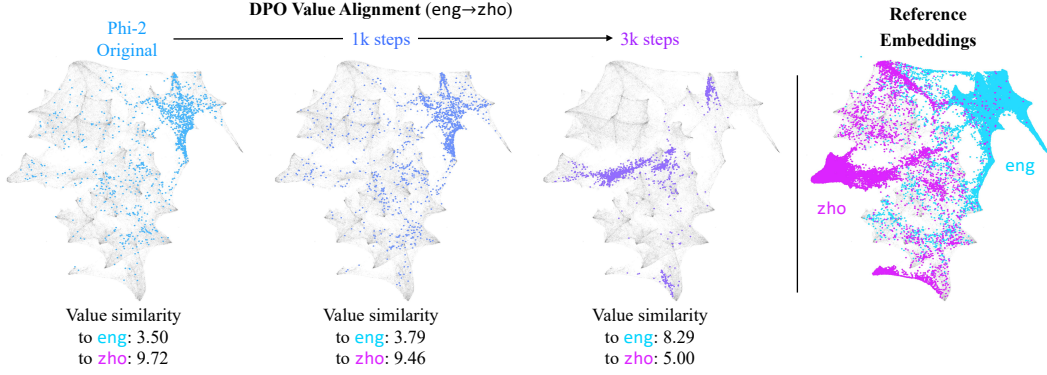 DPO Value Alignment (eng→zho)
Phi-2
Original
1k steps
3k steps
Reference
Embeddings
eng
zho
Value similarity
to eng: 3.50
to zho: 9.72
Value similarity
to eng: 3.79
to zho: 9.46
Value similarity
to eng: 8.29
to zho: 5.00